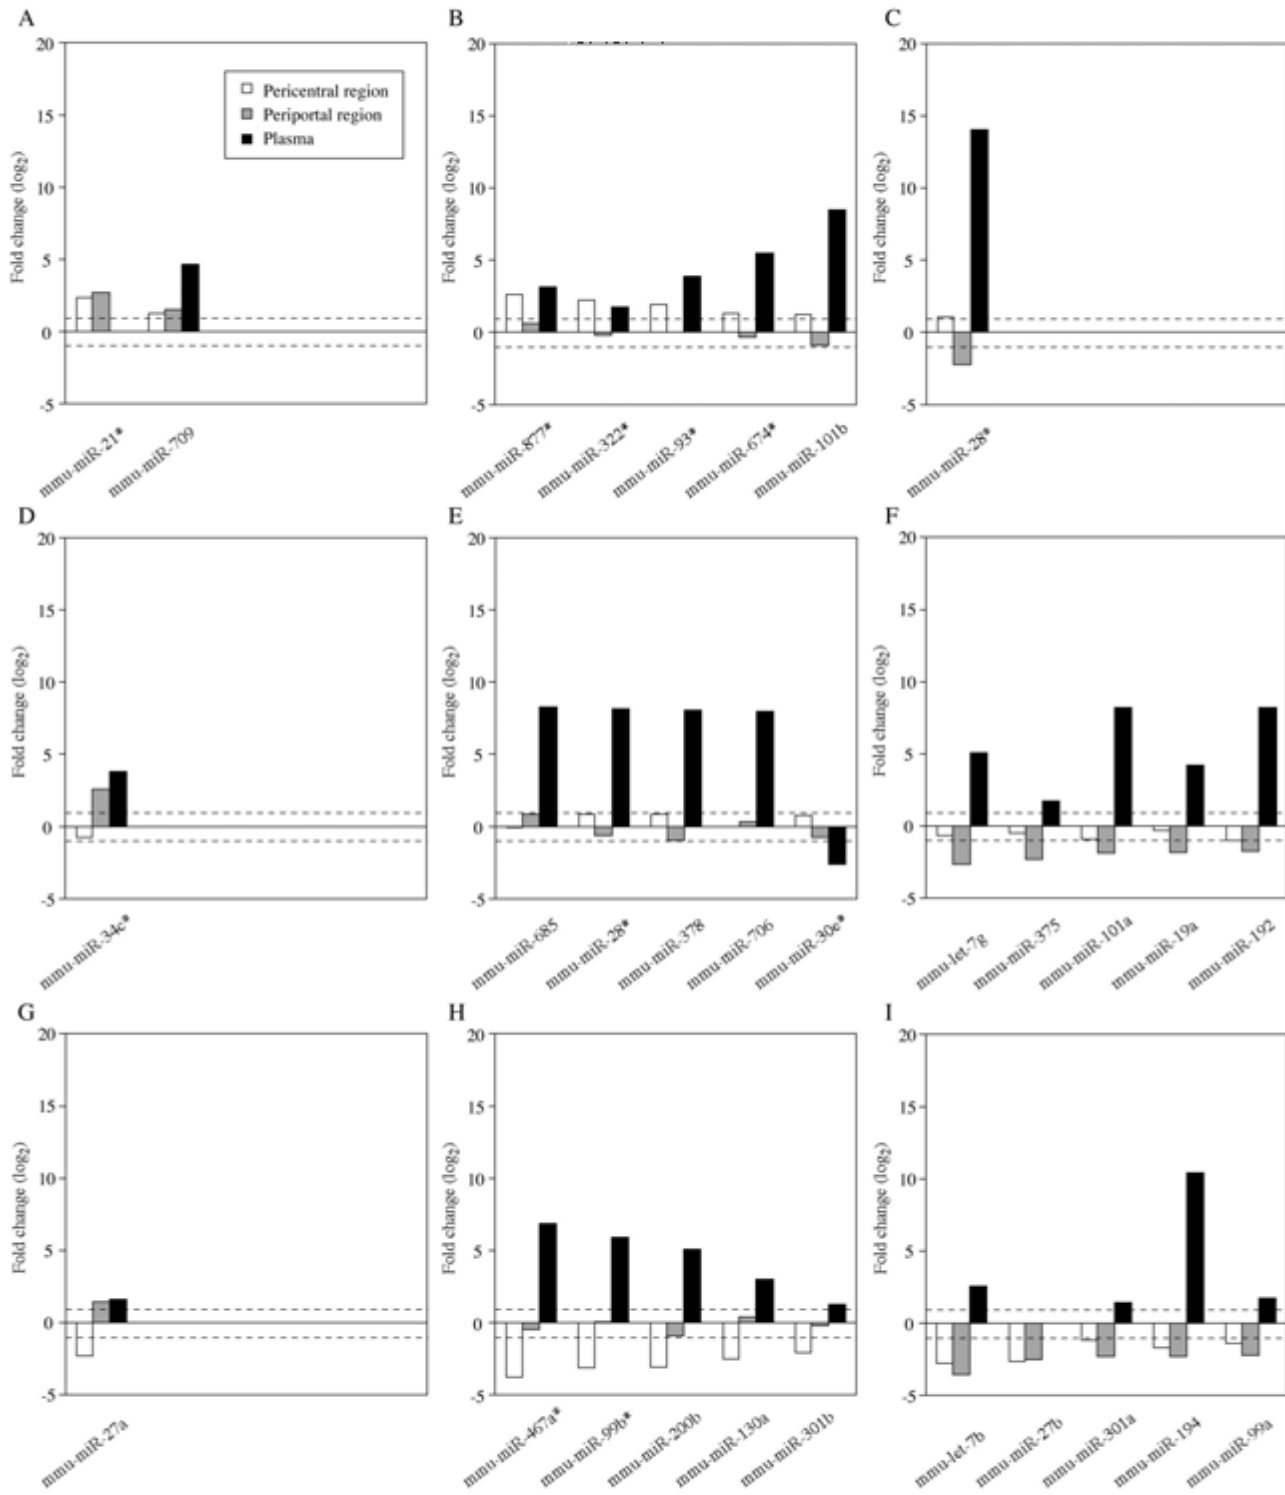 A
20
15
10
5
0
-5
Fold change (log2)
Pericentral region
Periportal region
Plasma
mmu-miR-21*
mmu-miR-709
B
20
15
10
5
0
-5
Fold change (log2)
mmu-miR-877*
mmu-miR-322*
mmu-miR-93*
mmu-miR-674*
mmu-miR-101b
C
20
15
10
5
0
-5
Fold change (log2)
mmu-miR-28*
D
20
15
10
5
0
-5
Fold change (log2)
mmu-miR-34c*
E
20
15
10
5
0
-5
Fold change (log2)
mmu-miR-685
mmu-miR-28*
mmu-miR-378
mmu-miR-706
mmu-miR-30e*
F
20
15
10
5
0
-5
Fold change (log2)
mmu-let-7g
mmu-miR-375
mmu-miR-101a
mmu-miR-19a
mmu-miR-192
G
20
15
10
5
0
-5
Fold change (log2)
mmu-miR-27a
H
20
15
10
5
0
-5
Fold change (log2)
mmu-miR-467a*
mmu-miR-99b*
mmu-miR-200b
mmu-miR-130a
mmu-miR-301b
I
20
15
10
5
0
-5
Fold change (log2)
mmu-let-7b
mmu-miR-27b
mmu-miR-301a
mmu-miR-194
mmu-miR-99a